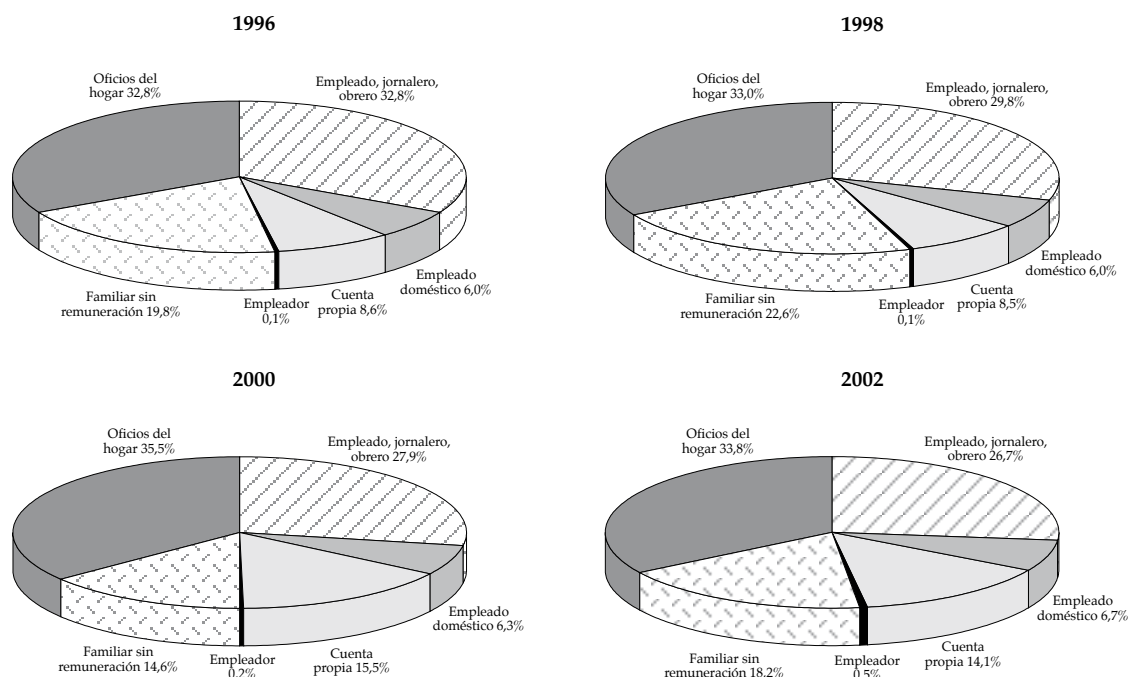 1996
Oficios del
hogar 32,8%
Empleado, jornalero,
obrero 32,8%
Empleado
doméstico 6,0%
Cuenta
propia 8,6%
Empleador
0,1%
Familiar sin
remuneración 19,8%
1998
Oficios del
hogar 33,0%
Empleado, jornalero,
obrero 29,8%
Empleado
doméstico 6,0%
Cuenta
propia 8,5%
Empleador
0,1%
Familiar sin
remuneración 22,6%
2000
Oficios del
hogar 35,5%
Empleado, jornalero,
obrero 27,9%
Empleado
doméstico 6,3%
Cuenta
propia 15,5%
Empleador
0,2%
Familiar sin
remuneración 14,6%
2002
Oficios del
hogar 33,8%
Empleado, jornalero,
obrero 26,7%
Empleado
doméstico 6,7%
Cuenta
propia 14,1%
Empleador
0,5%
Familiar sin
remuneración 18,2%